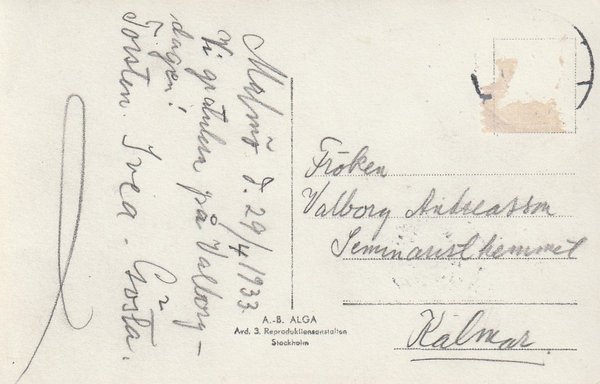 Malmö d. 29/4 1933.
Vi gratulera på Valborg-
dagen!
Torsten. Svea. Gösta.
Fröken
Valborg Andreasson
Seminaristhemmet
Kalmar.
A.-B. ALGA
Avd. 3. Reproduktionsanstalten
Stockholm